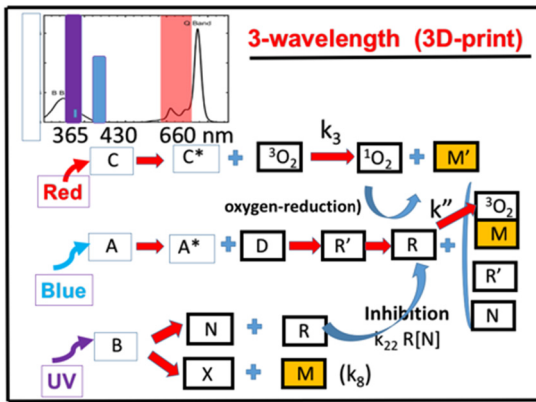 3-wavelength (3D-print)
Q Band
B B
365 430 660 nm
Red C C* + ³O₂ k₃ ¹O₂ + M'
oxygen-reduction) k" ³O₂
M
Blue A A* + D R' R +
R'
N
Inhibition
k₂₂ R[N]
UV B N + R
X + M (k₈)